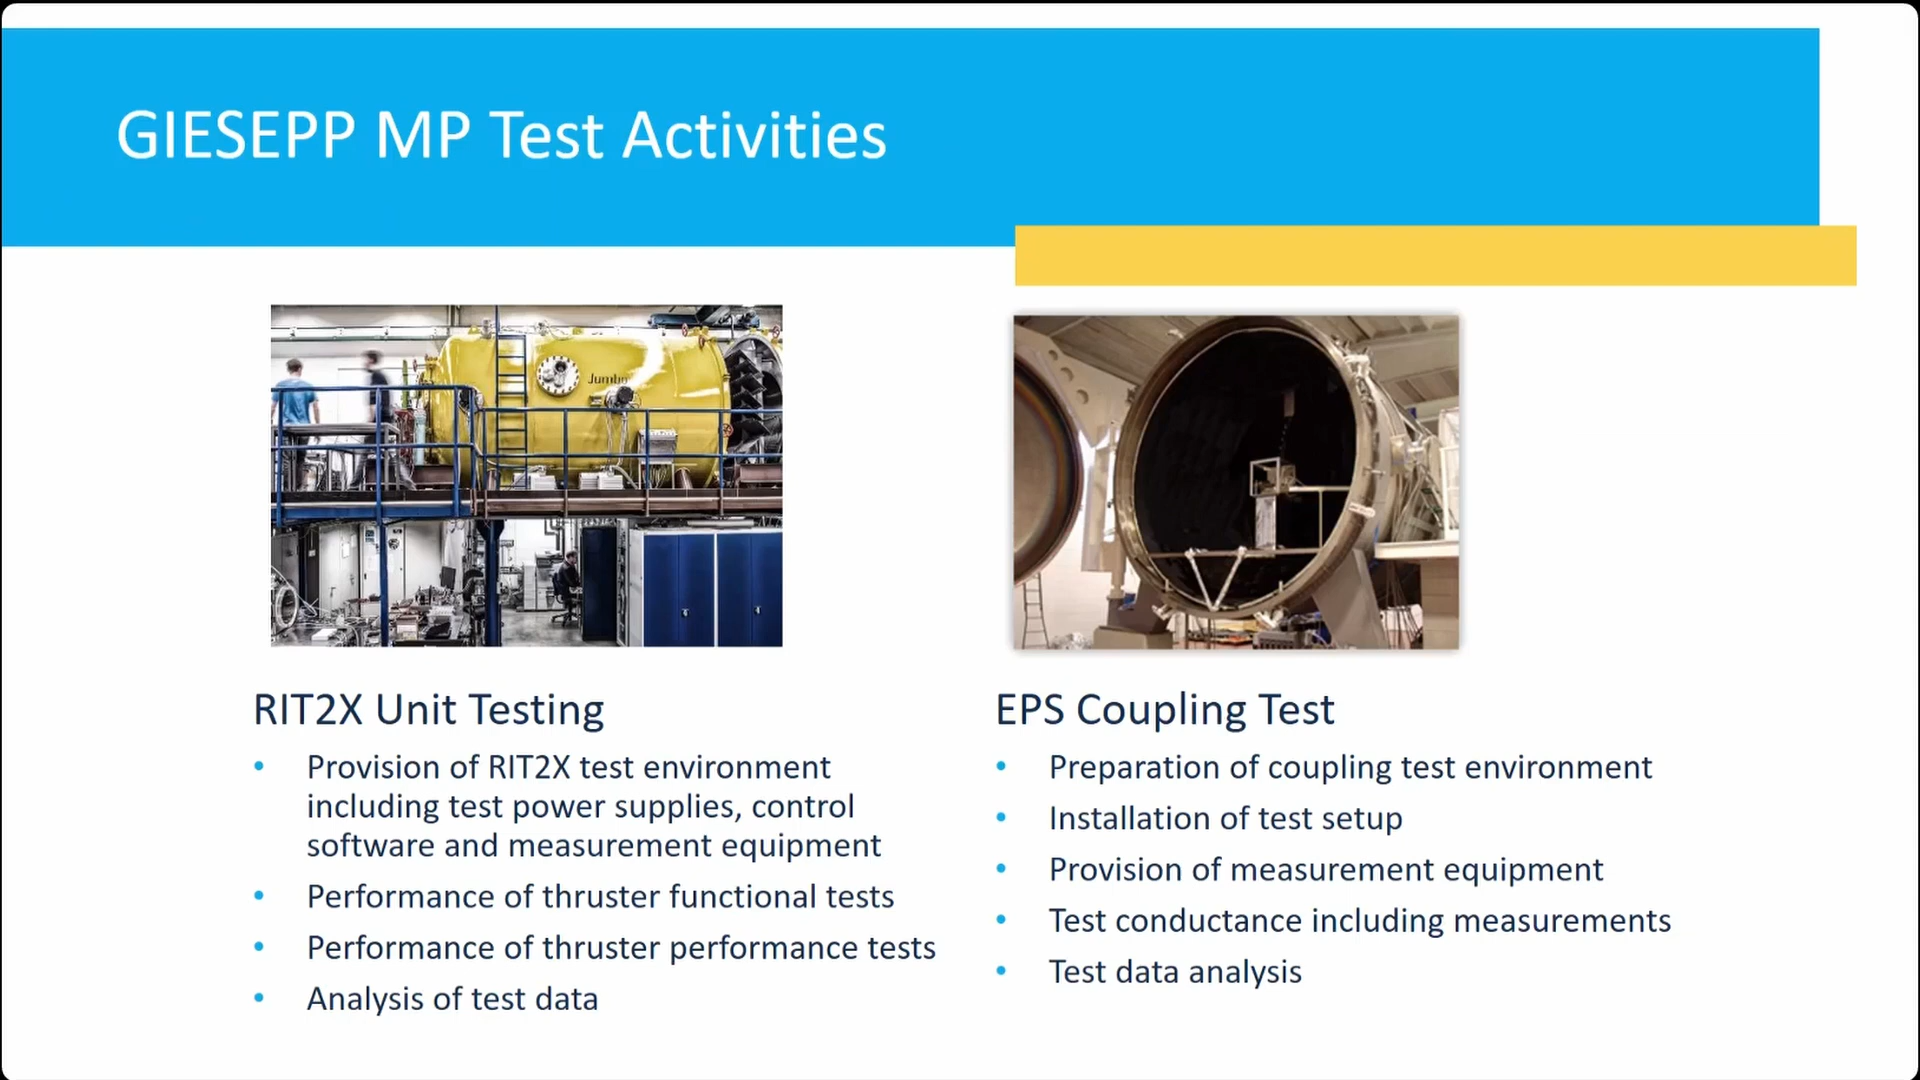 GIESEPP MP Test Activities
Jumbo
RIT2X Unit Testing
• Provision of RIT2X test environment
including test power supplies, control
software and measurement equipment
• Performance of thruster functional tests
• Performance of thruster performance tests
• Analysis of test data
EPS Coupling Test
• Preparation of coupling test environment
• Installation of test setup
• Provision of measurement equipment
• Test conductance including measurements
• Test data analysis